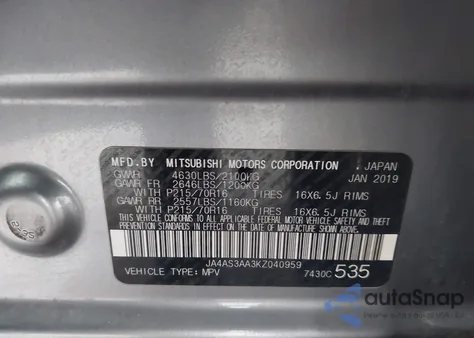 MFD. BY MITSUBISHI MOTORS CORPORATION , JAPAN
GVWR 4630LBS/2100KG JAN 2019
GAWR FR 2646LBS/1200KG
WITH P215/70R16 TIRES 16X6.5J RIMS
GAWR RR 2557LBS/1160KG
WITH P215/70R16 TIRES 16X6.5J RIMS
THIS VEHICLE CONFORMS TO ALL APPLICABLE FEDERAL MOTOR
VEHICLE SAFETY, BUMPER, AND THEFT PREVENTION STANDARDS
IN EFFECT ON THE DATE OF MANUFACTURE SHOWN ABOVE.
JA4AS3AA3KZ040959
VEHICLE TYPE: MPV 7430C 535
autoSnap